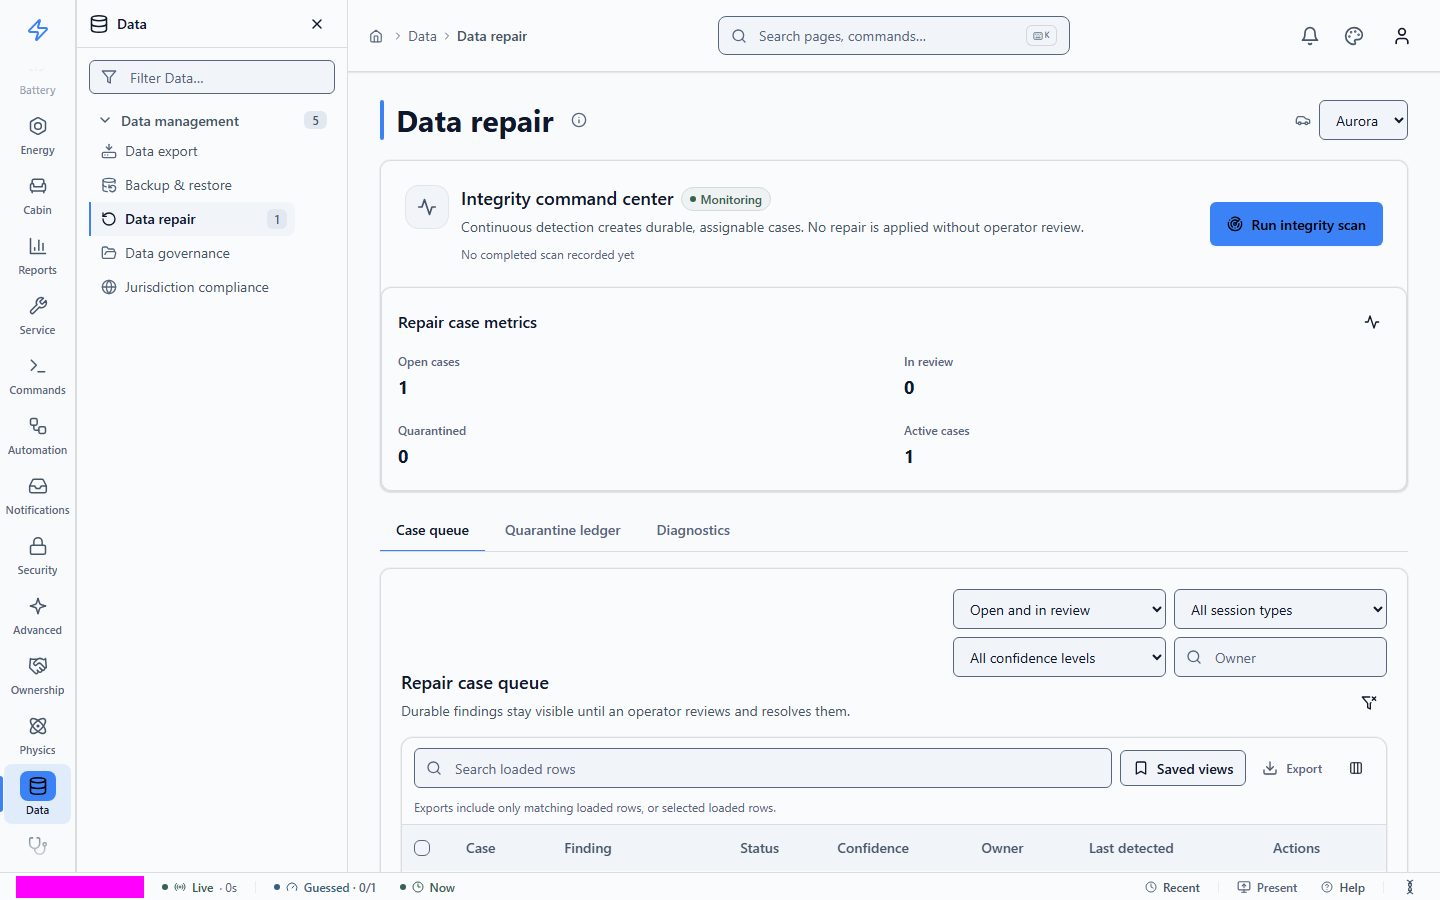 Battery
Energy
Cabin
Reports
Service
Commands
Automation
Notifications
Security
Advanced
Ownership
Physics
Data
Data
Filter Data...
Data management 5
Data export
Backup & restore
Data repair 1
Data governance
Jurisdiction compliance
Data Data repair
Search pages, commands... K
Data repair
Aurora
Integrity command center Monitoring
Continuous detection creates durable, assignable cases. No repair is applied without operator review.
No completed scan recorded yet
Run integrity scan
Repair case metrics
Open cases
1
In review
0
Quarantined
0
Active cases
1
Case queue Quarantine ledger Diagnostics
Open and in review All session types
All confidence levels Owner
Repair case queue
Durable findings stay visible until an operator reviews and resolves them.
Search loaded rows Saved views Export
Exports include only matching loaded rows, or selected loaded rows.
Case Finding Status Confidence Owner Last detected Actions
Live · 0s Guessed · 0/1 Now Recent Present Help